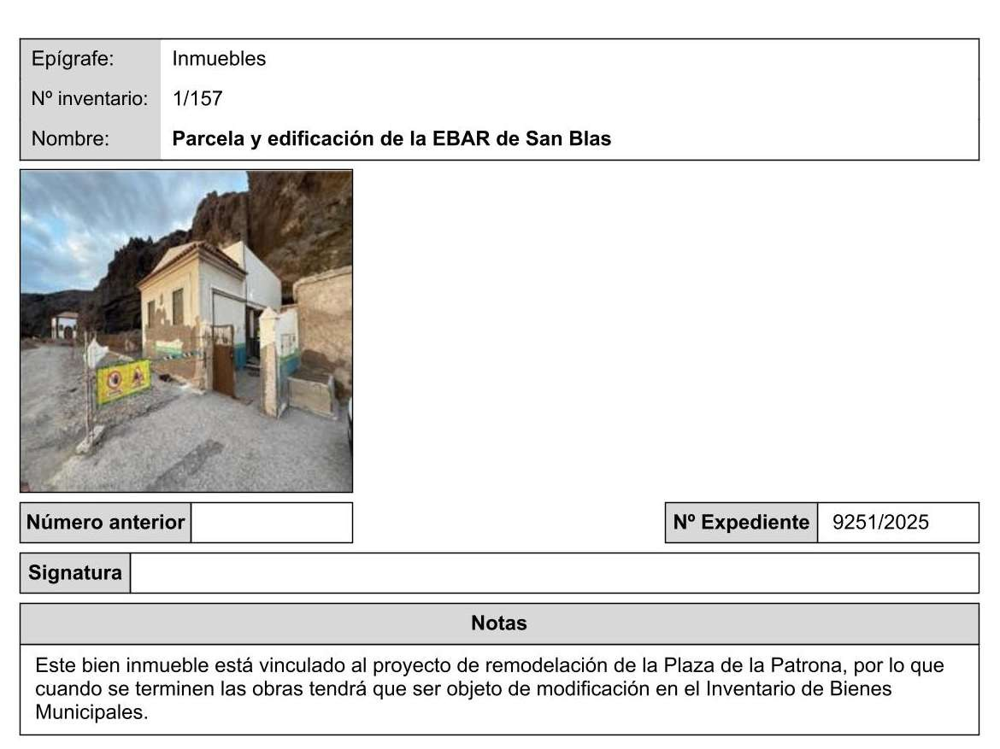 Epígrafe: Inmuebles
Nº inventario: 1/157
Nombre: Parcela y edificación de la EBAR de San Blas
Número anterior
Nº Expediente 9251/2025
Signatura
Notas
Este bien inmueble está vinculado al proyecto de remodelación de la Plaza de la Patrona, por lo que
cuando se terminen las obras tendrá que ser objeto de modificación en el Inventario de Bienes
Municipales.